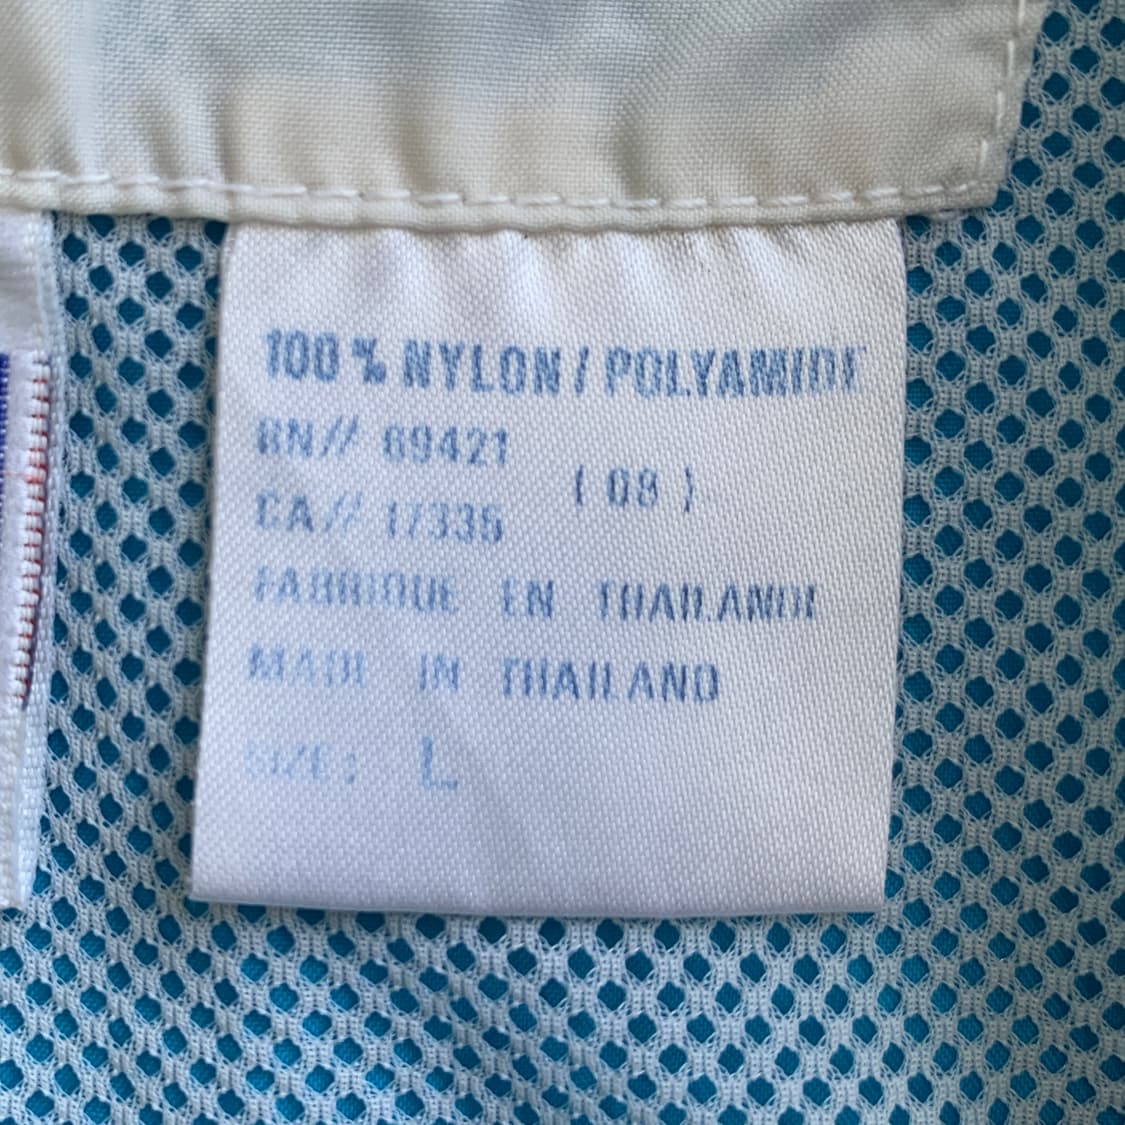 100% NYLON / POLYAMIDE
RN// 69421
(08)
CA// 17335
FABRIQUE EN THAILANDE
MADE IN THAILAND
SIZE: L